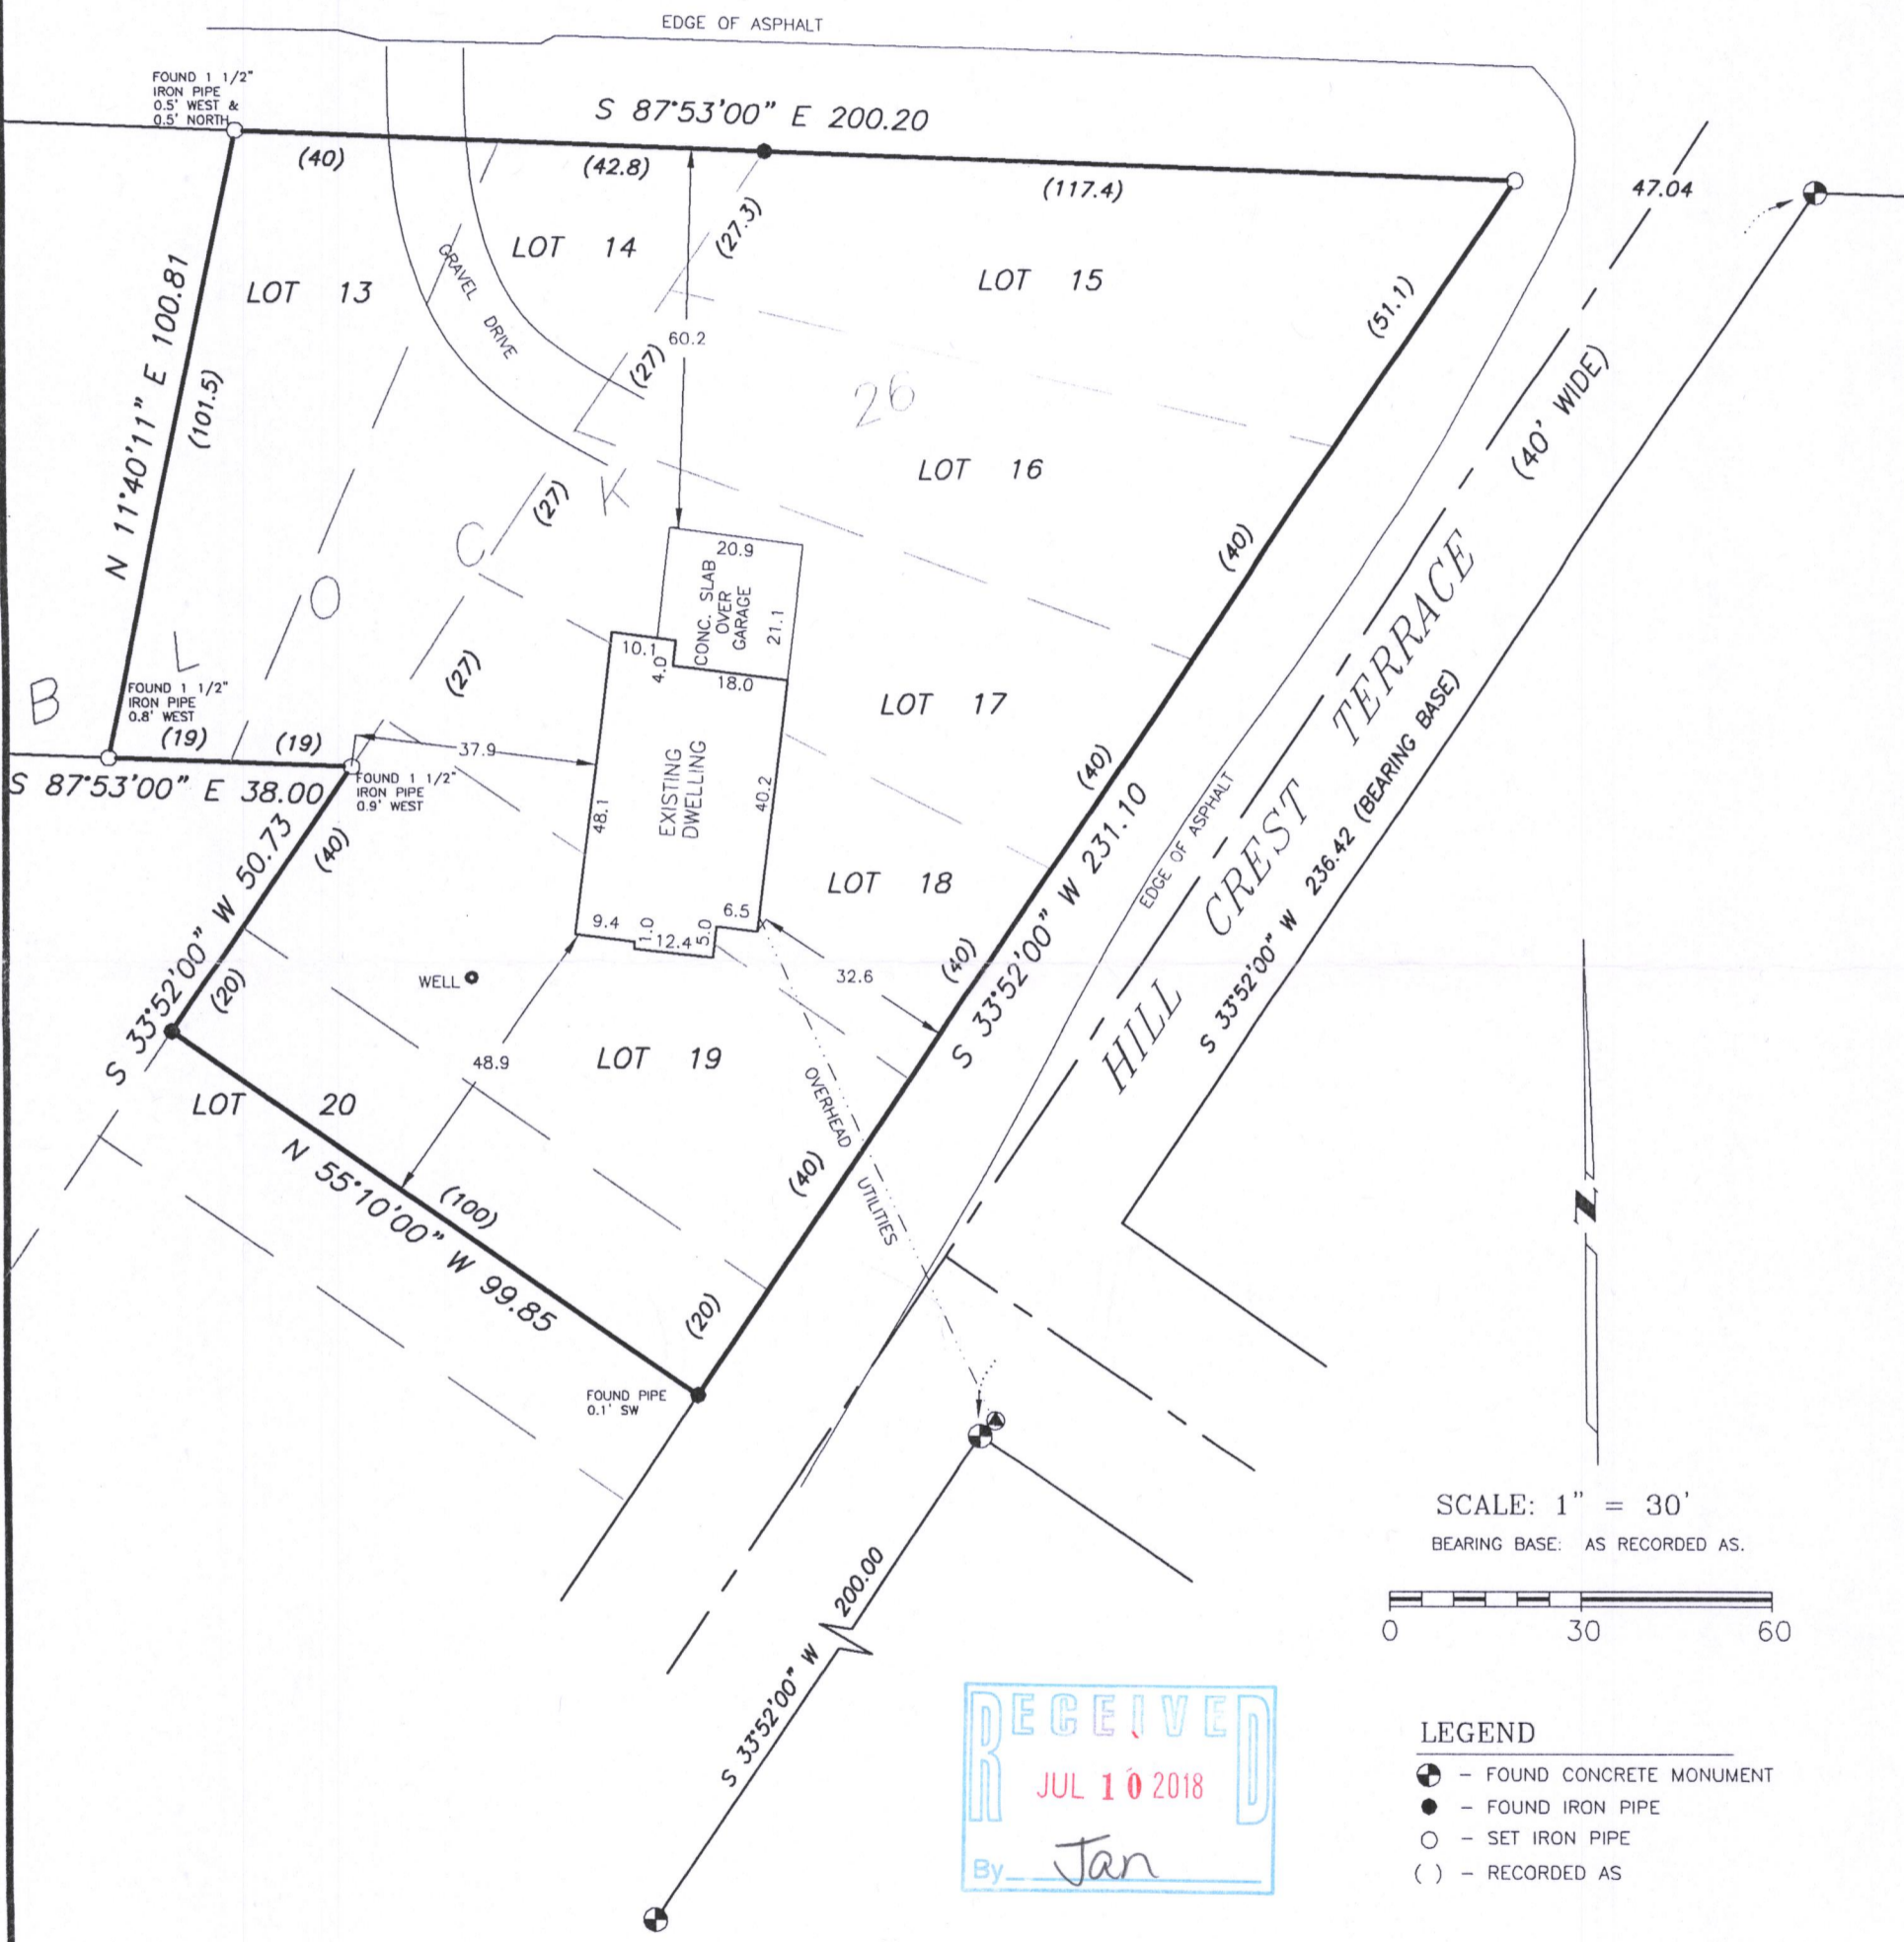 EDGE OF ASPHALT
FOUND 1 1/2"
IRON PIPE
0.5' WEST &
0.5' NORTH
S 87°53'00" E 200.20
(40)
(42.8)
(117.4)
47.04
(27.3)
LOT 14
LOT 13
LOT 15
GRAVEL DRIVE
N 11°40'11" E 100.81
(101.5)
60.2
(27)
(51.1)
26
(40' WIDE)
LOT 16
(27)
B L O C K
(40)
20.9
CONC. SLAB
OVER
GARAGE
21.1
10.1
4.0
18.0
(27)
FOUND 1 1/2"
IRON PIPE
0.8' WEST
(19)
(19)
S 87°53'00" E 38.00
37.9
FOUND 1 1/2"
IRON PIPE
0.9' WEST
LOT 17
(40)
EXISTING
DWELLING
48.1
40.2
S 33°52'00" W 50.73
(40)
(20)
LOT 18
9.4
1.0
12.4
5.0
6.5
32.6
(40)
S 33°52'00" W 231.10
EDGE OF ASPHALT
HILL CREST TERRACE
S 33°52'00" W 236.42 (BEARING BASE)
WELL
48.9
LOT 19
OVERHEAD UTILITIES
LOT 20
N 55°10'00" W 99.85
(100)
(40)
(20)
FOUND PIPE
0.1' SW
N
S 33°52'00" W 200.00
SCALE: 1" = 30'
BEARING BASE: AS RECORDED AS.
0 30 60
RECEIVED
JUL 10 2018
By Jan
LEGEND
– FOUND CONCRETE MONUMENT
– FOUND IRON PIPE
– SET IRON PIPE
( ) – RECORDED AS